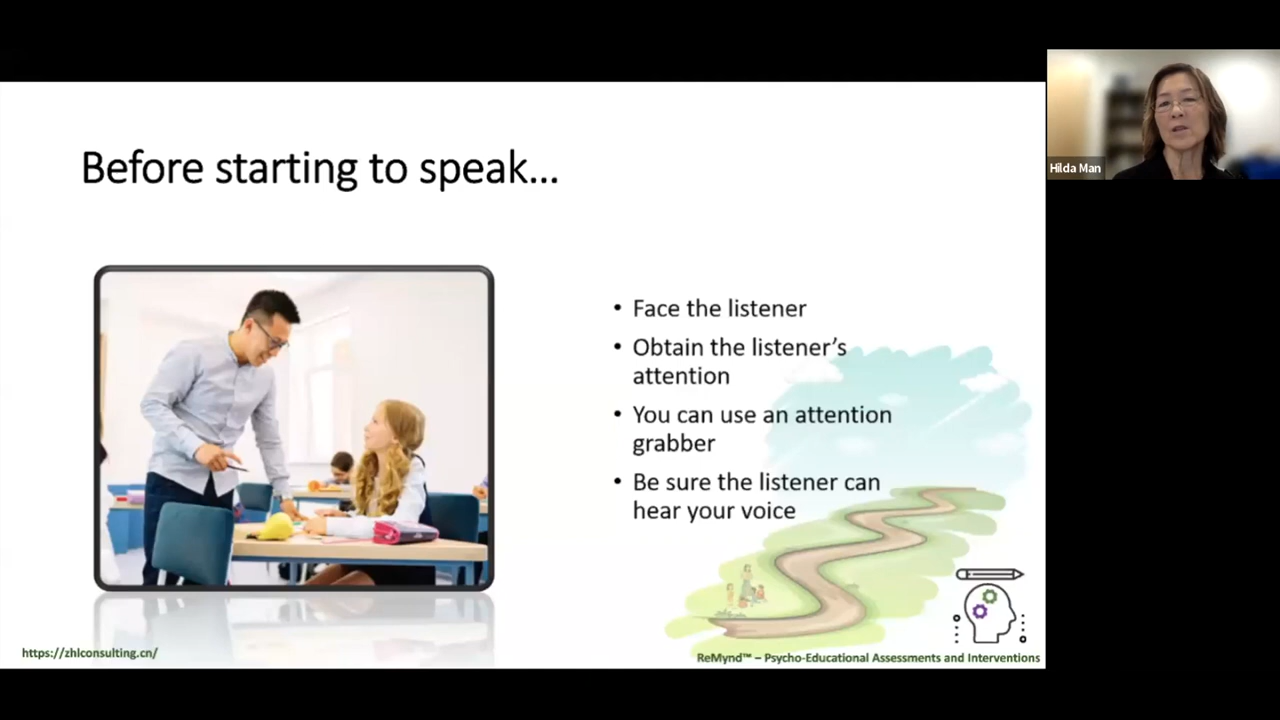 Before starting to speak...
• Face the listener
• Obtain the listener's
attention
• You can use an attention
grabber
• Be sure the listener can
hear your voice
https://zhlconsulting.cn/
ReMynd™ – Psycho-Educational Assessments and Interventions
Hilda Man